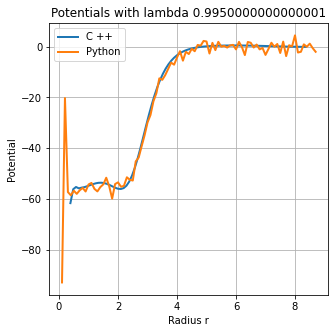 Potentials with lambda 0.9950000000000001
C ++
Python
Potential
0
−20
−40
−60
−80
0 2 4 6 8
Radius r